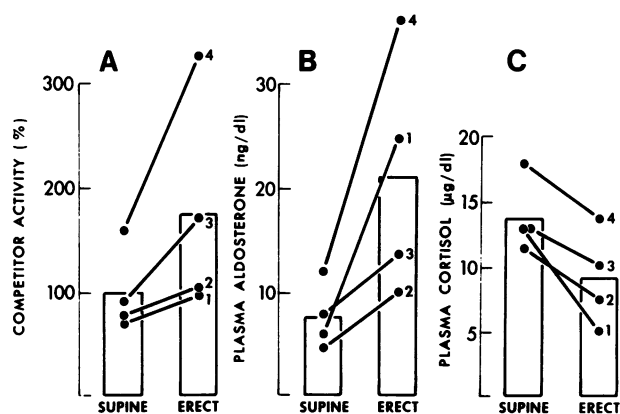 A
COMPETITOR ACTIVITY (%)
300
200
100
4
3
2
1
SUPINE ERECT
B
PLASMA ALDOSTERONE (ng/dl)
30
20
10
4
1
3
2
SUPINE ERECT
C
PLASMA CORTISOL (µg/dl)
20
15
10
5
4
3
2
1
SUPINE ERECT